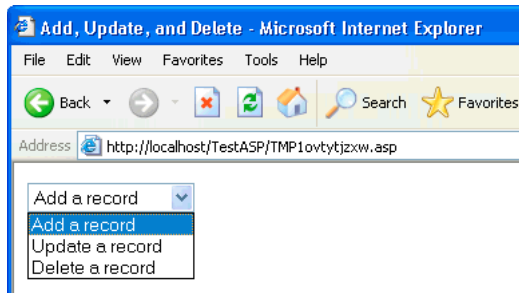 Add, Update, and Delete - Microsoft Internet Explorer
File Edit View Favorites Tools Help
Back Search Favorites
Address http://localhost/TestASP/TMP1ovtytjzxw.asp
Add a record
Add a record
Update a record
Delete a record